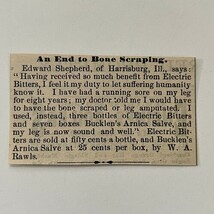 An End to Bone Scraping.
Edward Shepherd, of Harrisburg, Ill., says:
"Having received so much benefit from Electric
Bitters, I feel it my duty to let suffering humanity
know it. I have had a running sore on my
leg for eight years; my doctor told me I would have
to have the bone scraped or leg amputated. I
used, instead, three bottles of Electric Bitters
and seven boxes Bucklen's Arnica Salve, and
my leg is now sound and well." Electric Bit-
ters are sold at fifty cents a bottle, and Bucklen's
Arnica Salve at 25 cents per box, by W. A.
Rawls.